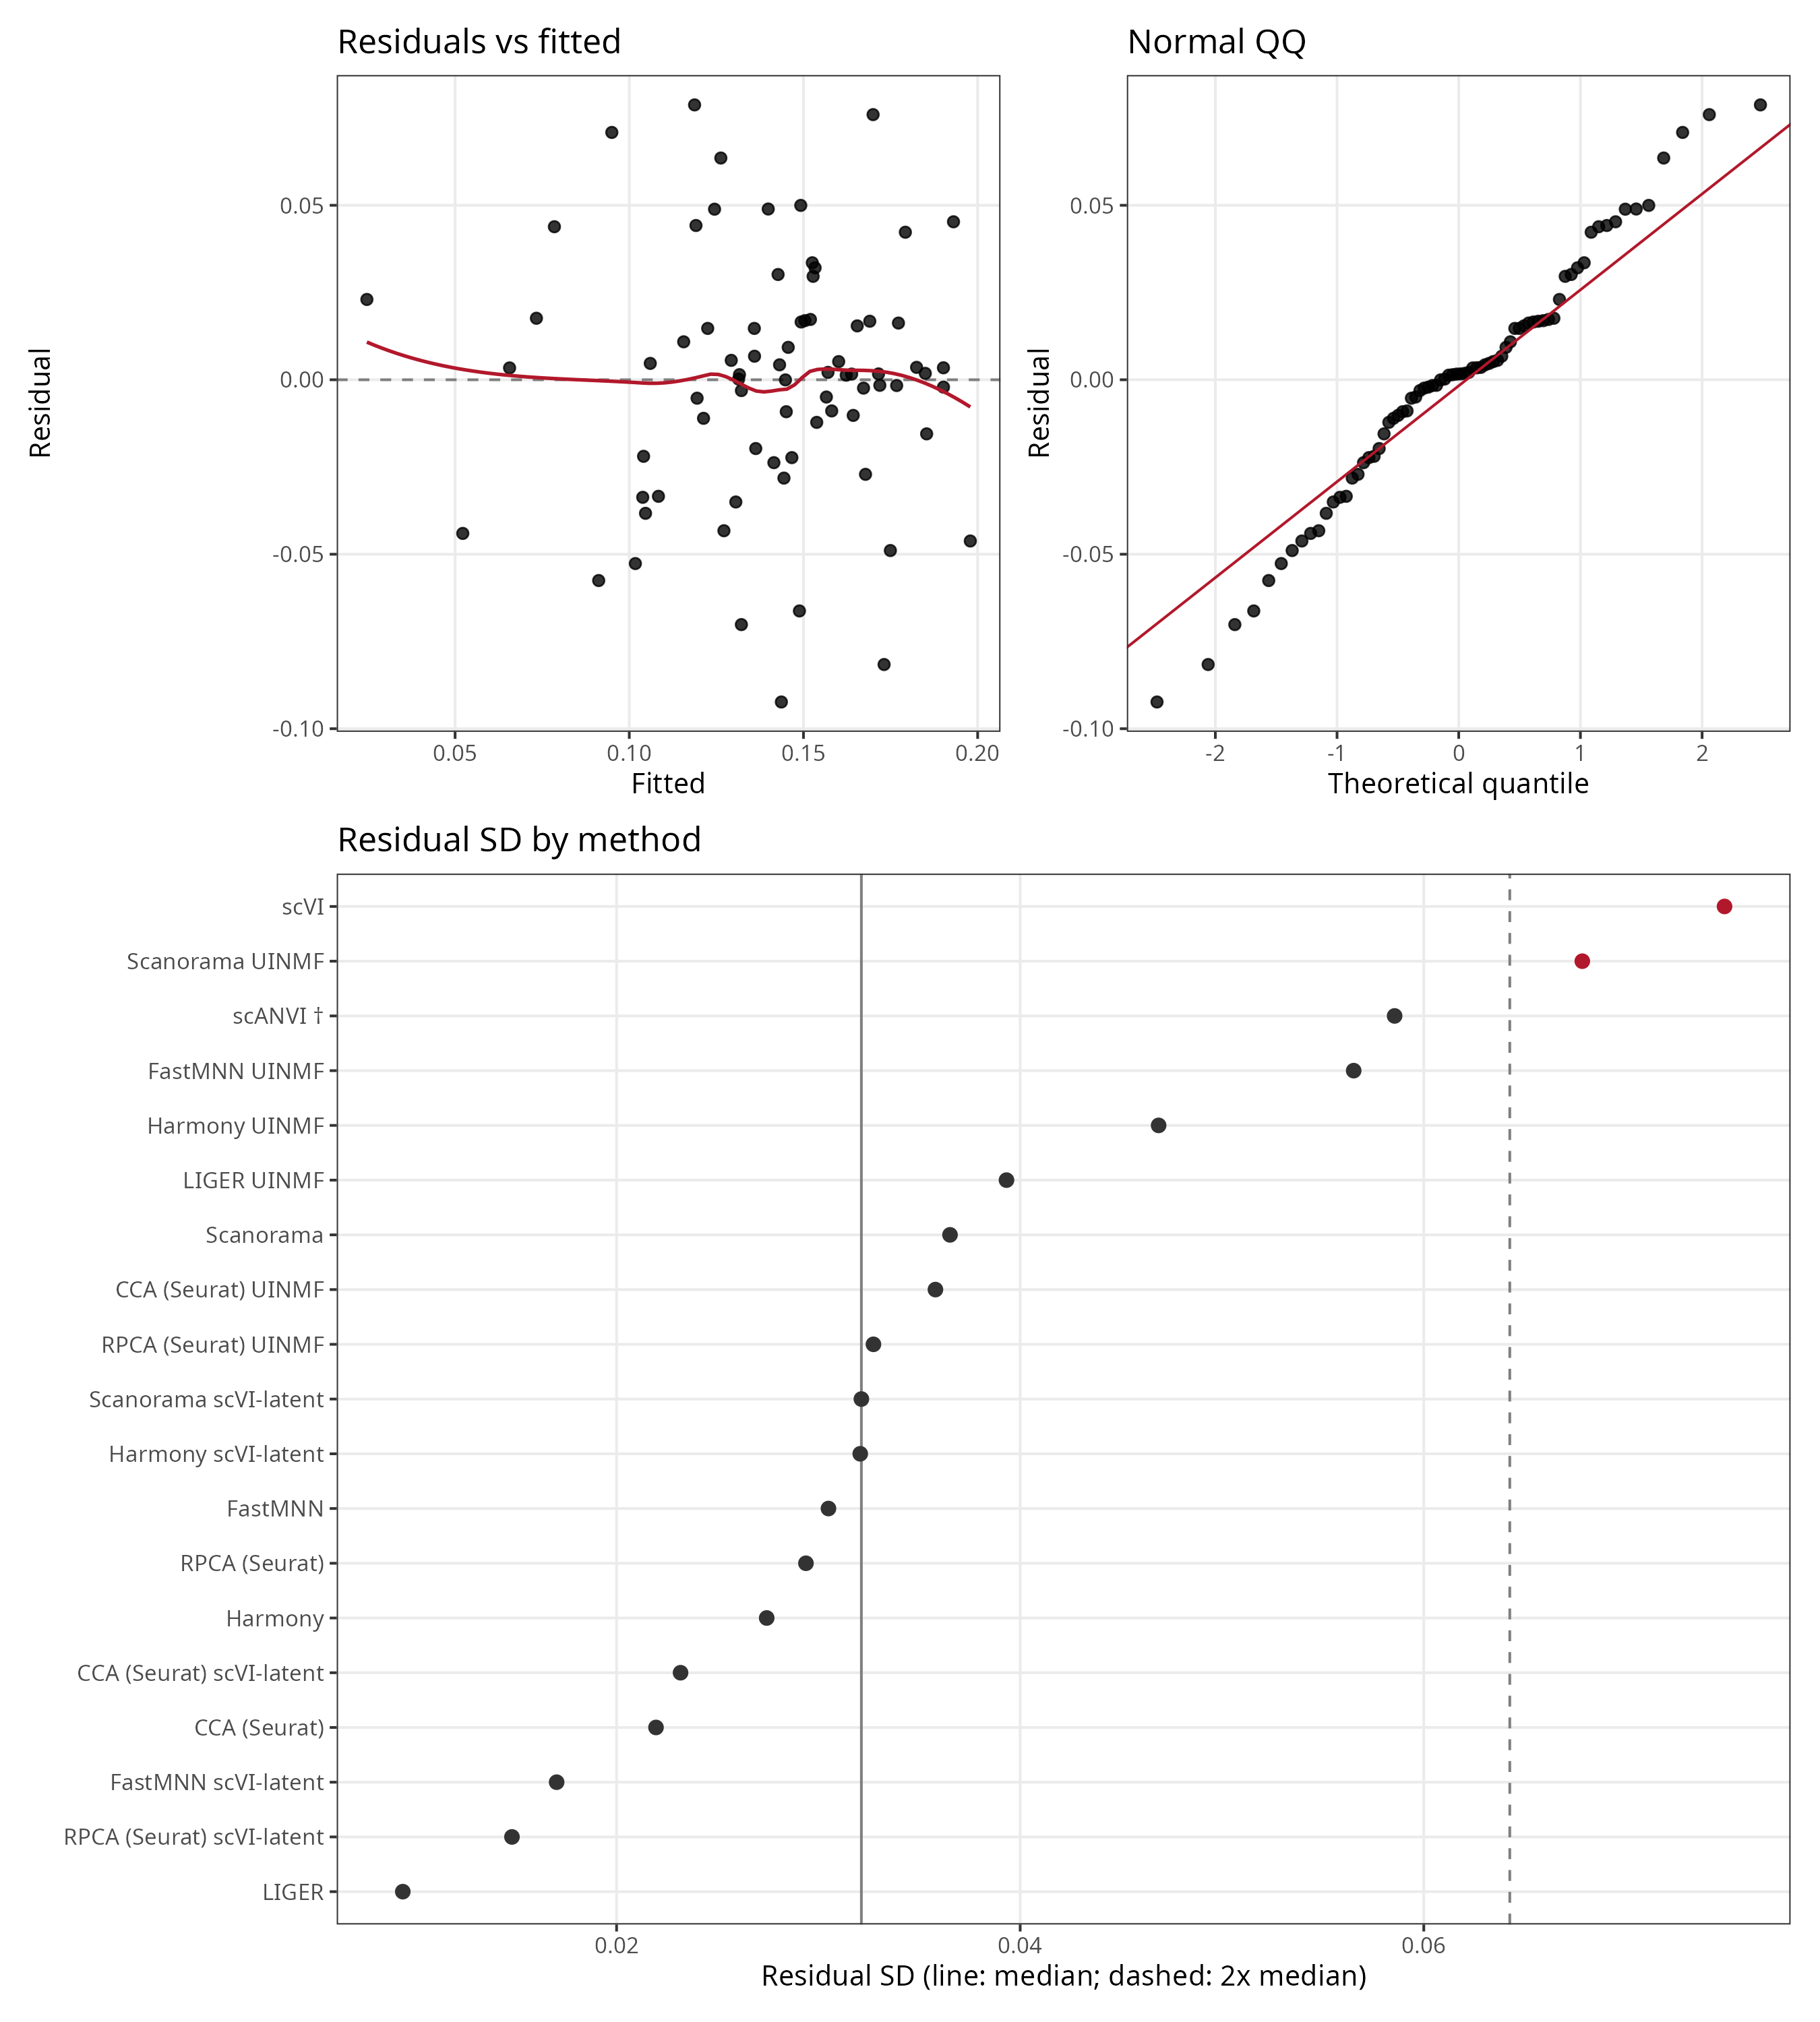 Residuals vs fitted
Residual
0.05
0.00
-0.05
-0.10
0.05 0.10 0.15 0.20
Fitted
Normal QQ
Residual
0.05
0.00
-0.05
-0.10
-2 -1 0 1 2
Theoretical quantile
Residual SD by method
scVI
Scanorama UINMF
scANVI †
FastMNN UINMF
Harmony UINMF
LIGER UINMF
Scanorama
CCA (Seurat) UINMF
RPCA (Seurat) UINMF
Scanorama scVI-latent
Harmony scVI-latent
FastMNN
RPCA (Seurat)
Harmony
CCA (Seurat) scVI-latent
CCA (Seurat)
FastMNN scVI-latent
RPCA (Seurat) scVI-latent
LIGER
0.02 0.04 0.06
Residual SD (line: median; dashed: 2x median)